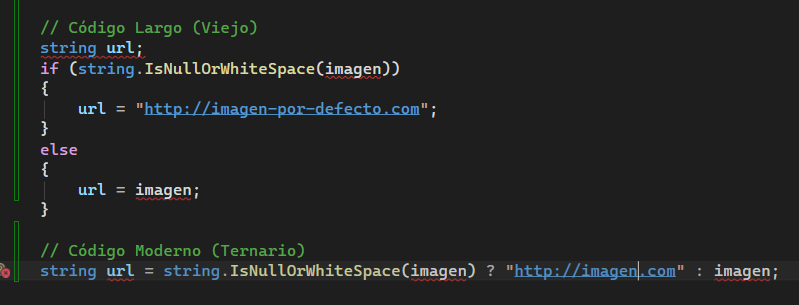 // Código Largo (Viejo)
string url;
if (string.IsNullOrWhiteSpace(imagen))
{
url = "http://imagen-por-defecto.com";
}
else
{
url = imagen;
}
// Código Moderno (Ternario)
string url = string.IsNullOrWhiteSpace(imagen) ? "http://imagen.com" : imagen;